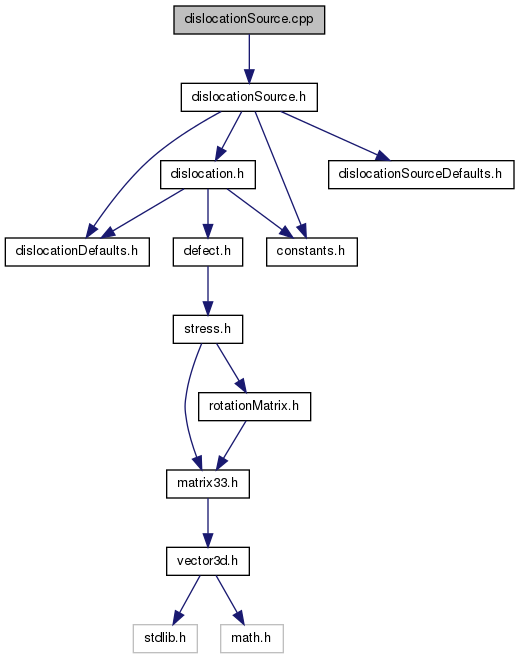 dislocationSource.cpp
dislocationSource.h
dislocation.h
dislocationSourceDefaults.h
dislocationDefaults.h
defect.h
constants.h
stress.h
rotationMatrix.h
matrix33.h
vector3d.h
stdlib.h
math.h